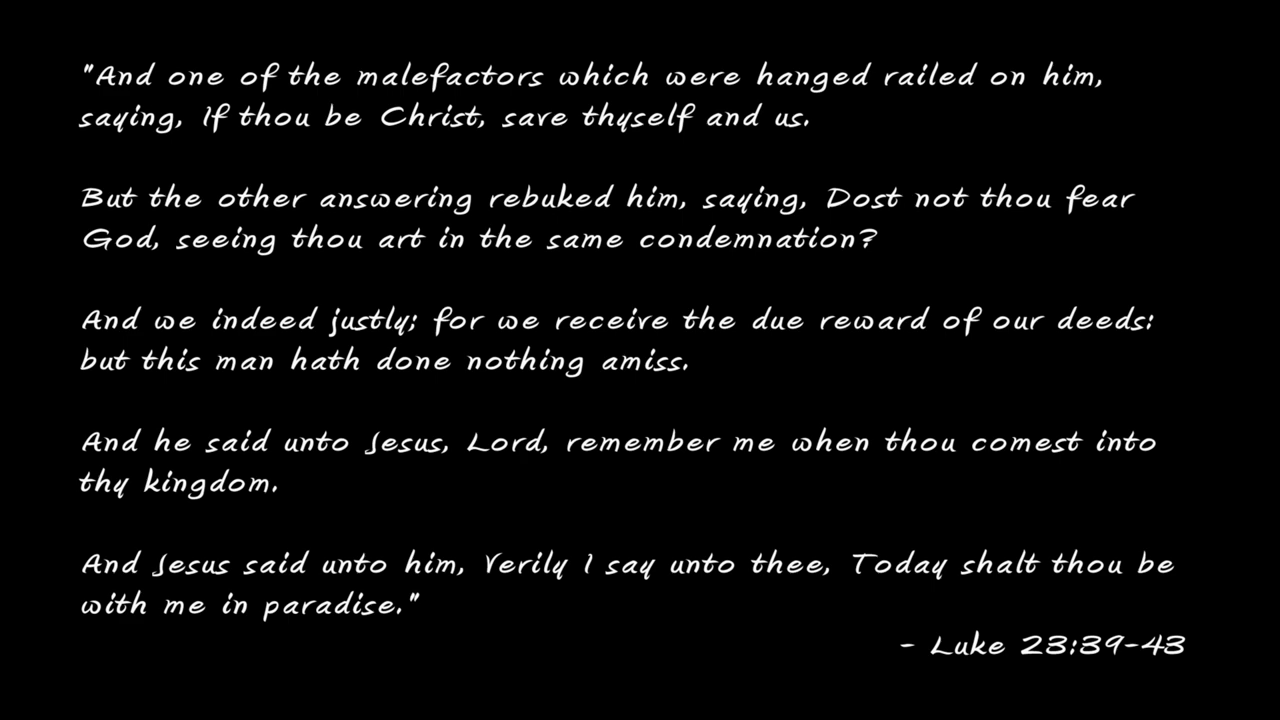 "And one of the malefactors which were hanged railed on him,
saying, If thou be Christ, save thyself and us.
But the other answering rebuked him, saying, Dost not thou fear
God, seeing thou art in the same condemnation?
And we indeed justly; for we receive the due reward of our deeds:
but this man hath done nothing amiss.
And he said unto Jesus, Lord, remember me when thou comest into
thy kingdom.
And Jesus said unto him, Verily I say unto thee, Today shalt thou be
with me in paradise."
- Luke 23:39-43